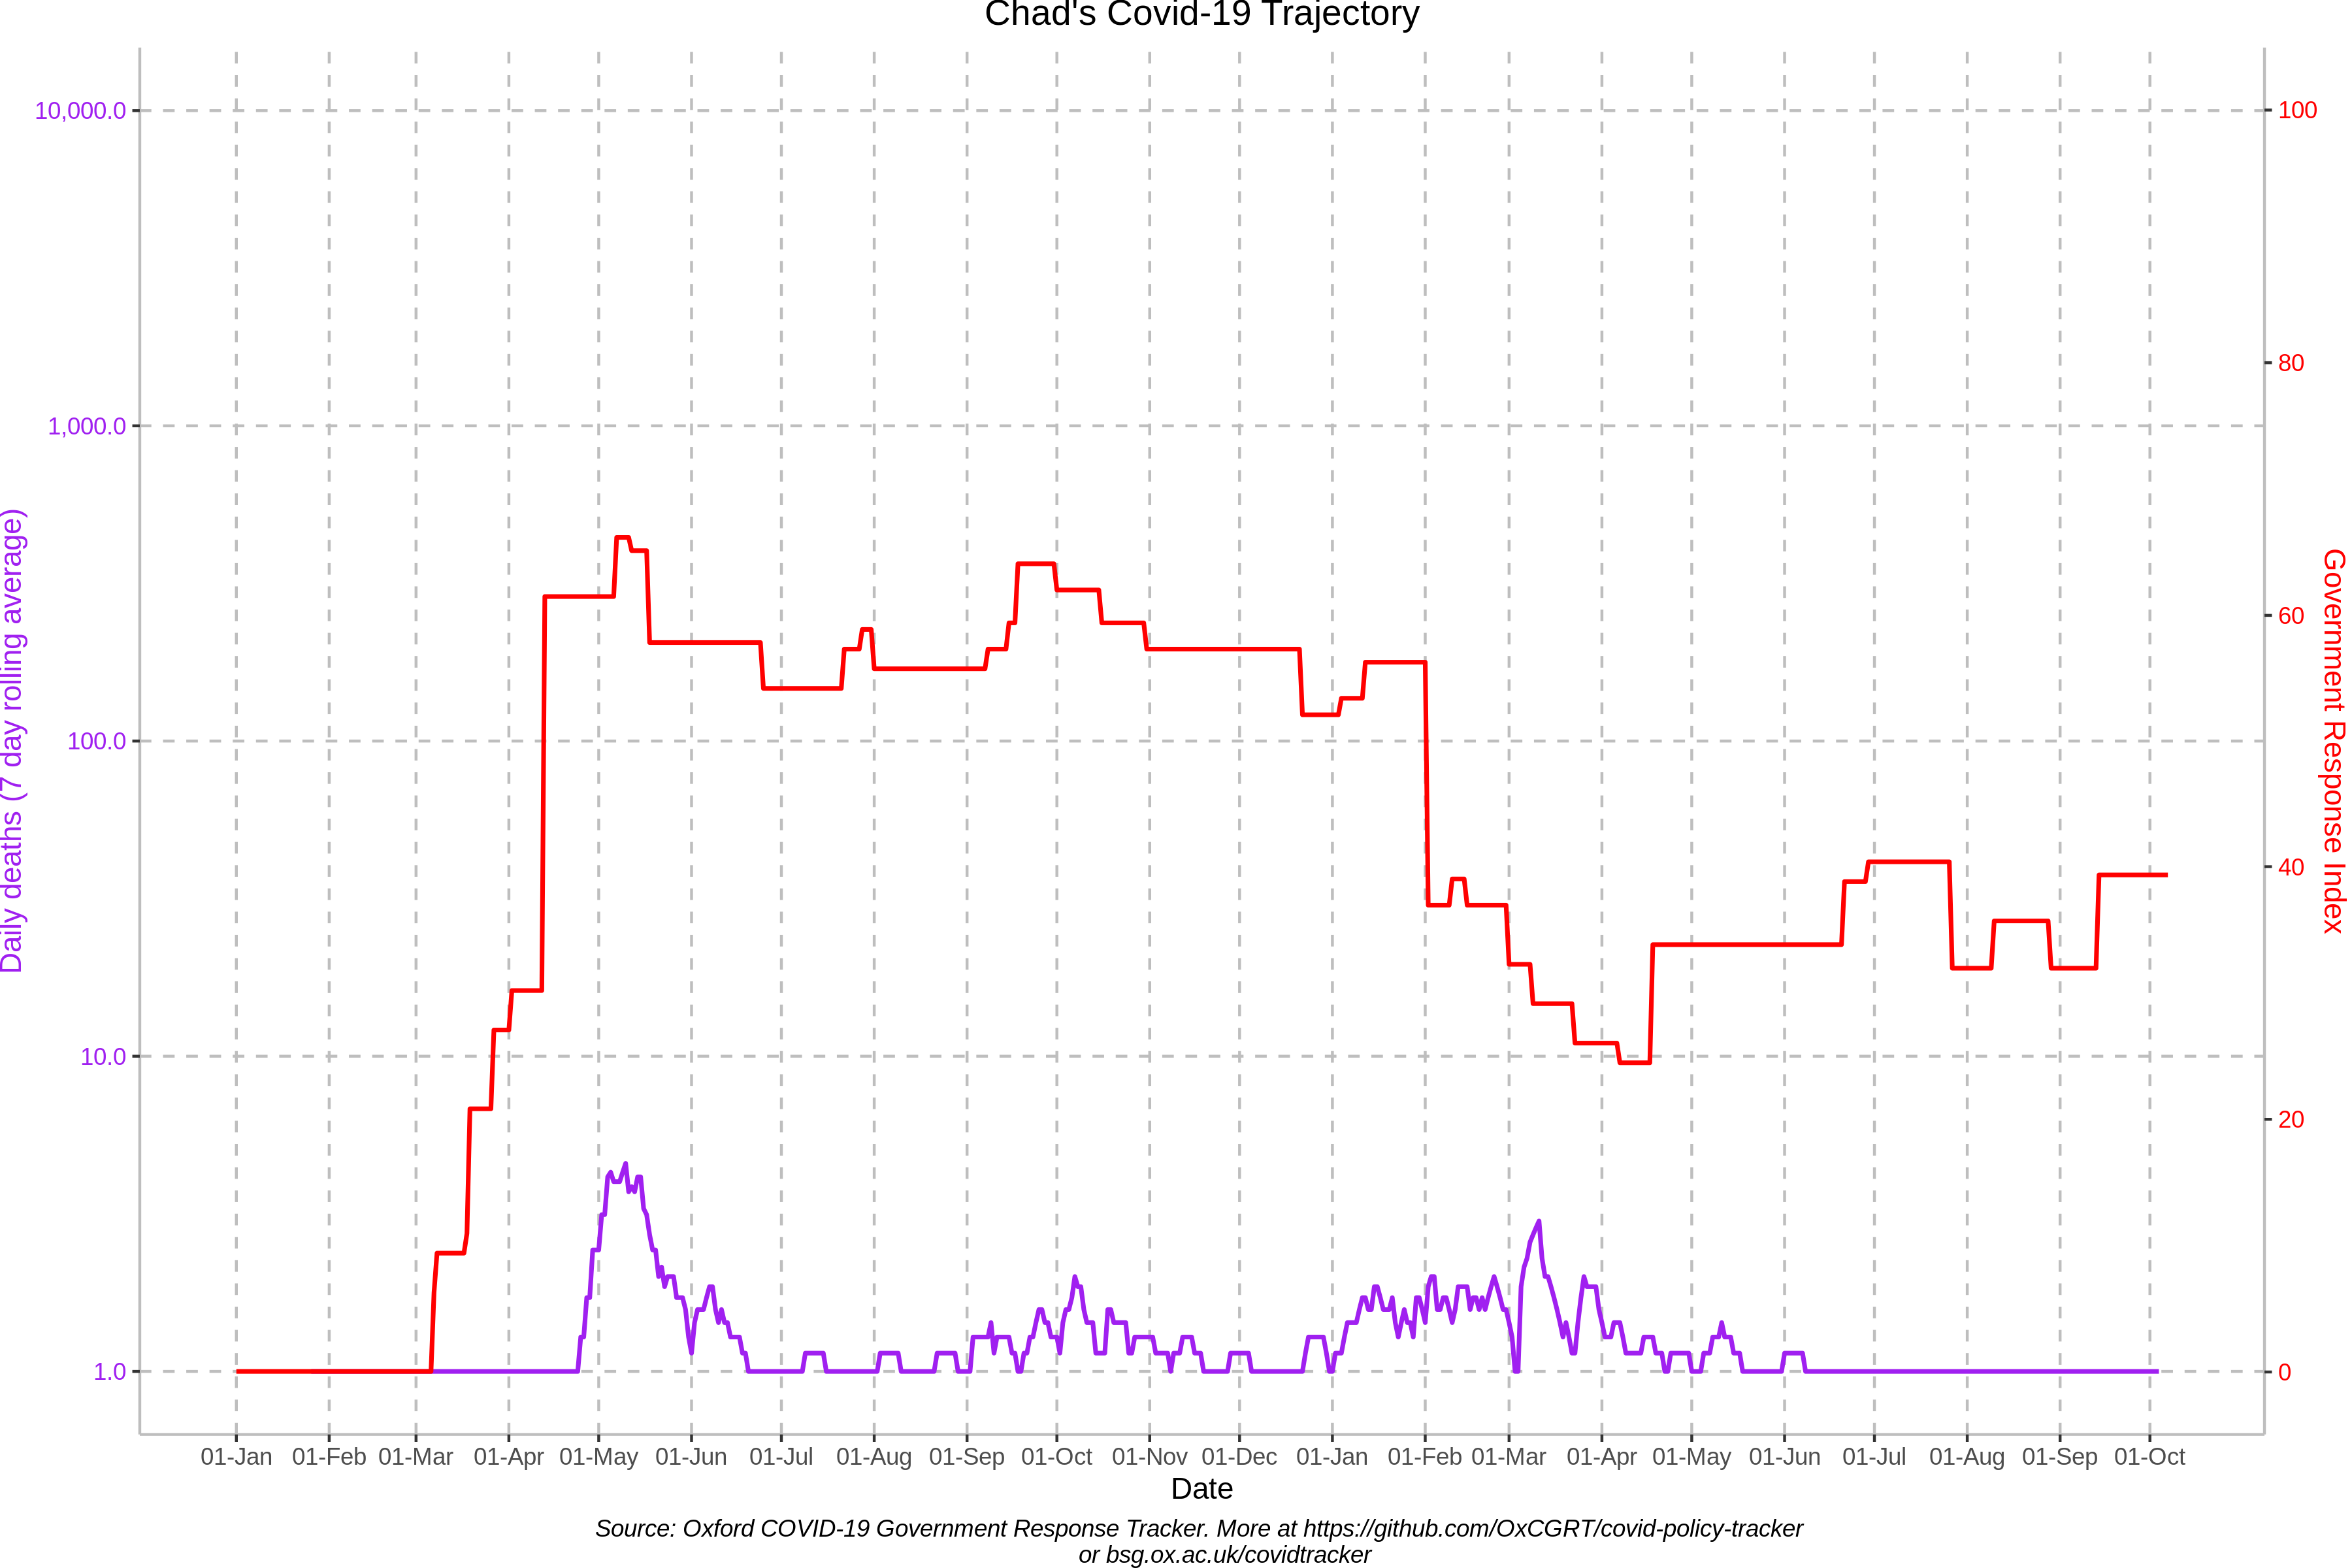 Chad's Covid-19 Trajectory
10,000.0
1,000.0
100.0
10.0
1.0
Daily deaths (7 day rolling average)
100
80
60
40
20
0
Government Response Index
01-Jan 01-Feb 01-Mar 01-Apr 01-May 01-Jun 01-Jul 01-Aug 01-Sep 01-Oct 01-Nov 01-Dec 01-Jan 01-Feb 01-Mar 01-Apr 01-May 01-Jun 01-Jul 01-Aug 01-Sep 01-Oct
Date
Source: Oxford COVID-19 Government Response Tracker. More at https://github.com/OxCGRT/covid-policy-tracker
or bsg.ox.ac.uk/covidtracker